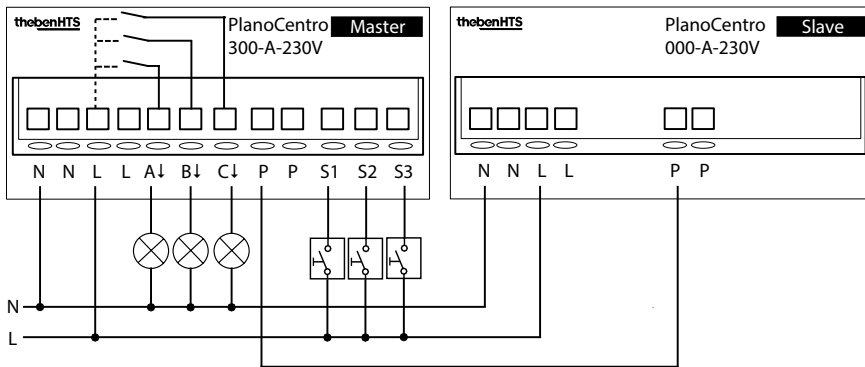 thebenHTS PlanoCentro Master
300-A-230V
N N L L A↓ B↓ C↓ P P S1 S2 S3
thebenHTS PlanoCentro Slave
000-A-230V
N N L L P P
N
L